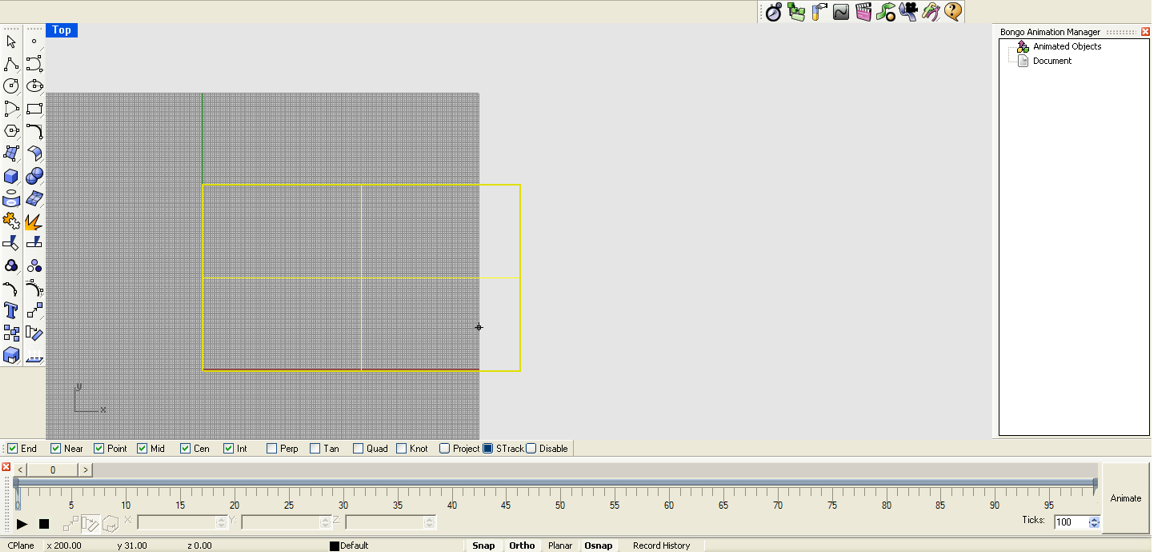 Top
Bongo Animation Manager
Animated Objects
Document
y
x
End Near Point Mid Cen Int Perp Tan Quad Knot Project STrack Disable
< 0 >
5 10 15 20 25 30 35 40 45 50 55 60 65 70 75 80 85 90 95
Animate
X: Y: Z:
Ticks: 100
CPlane x 200.00 y 31.00 z 0.00 Default Snap Ortho Planar Osnap Record History